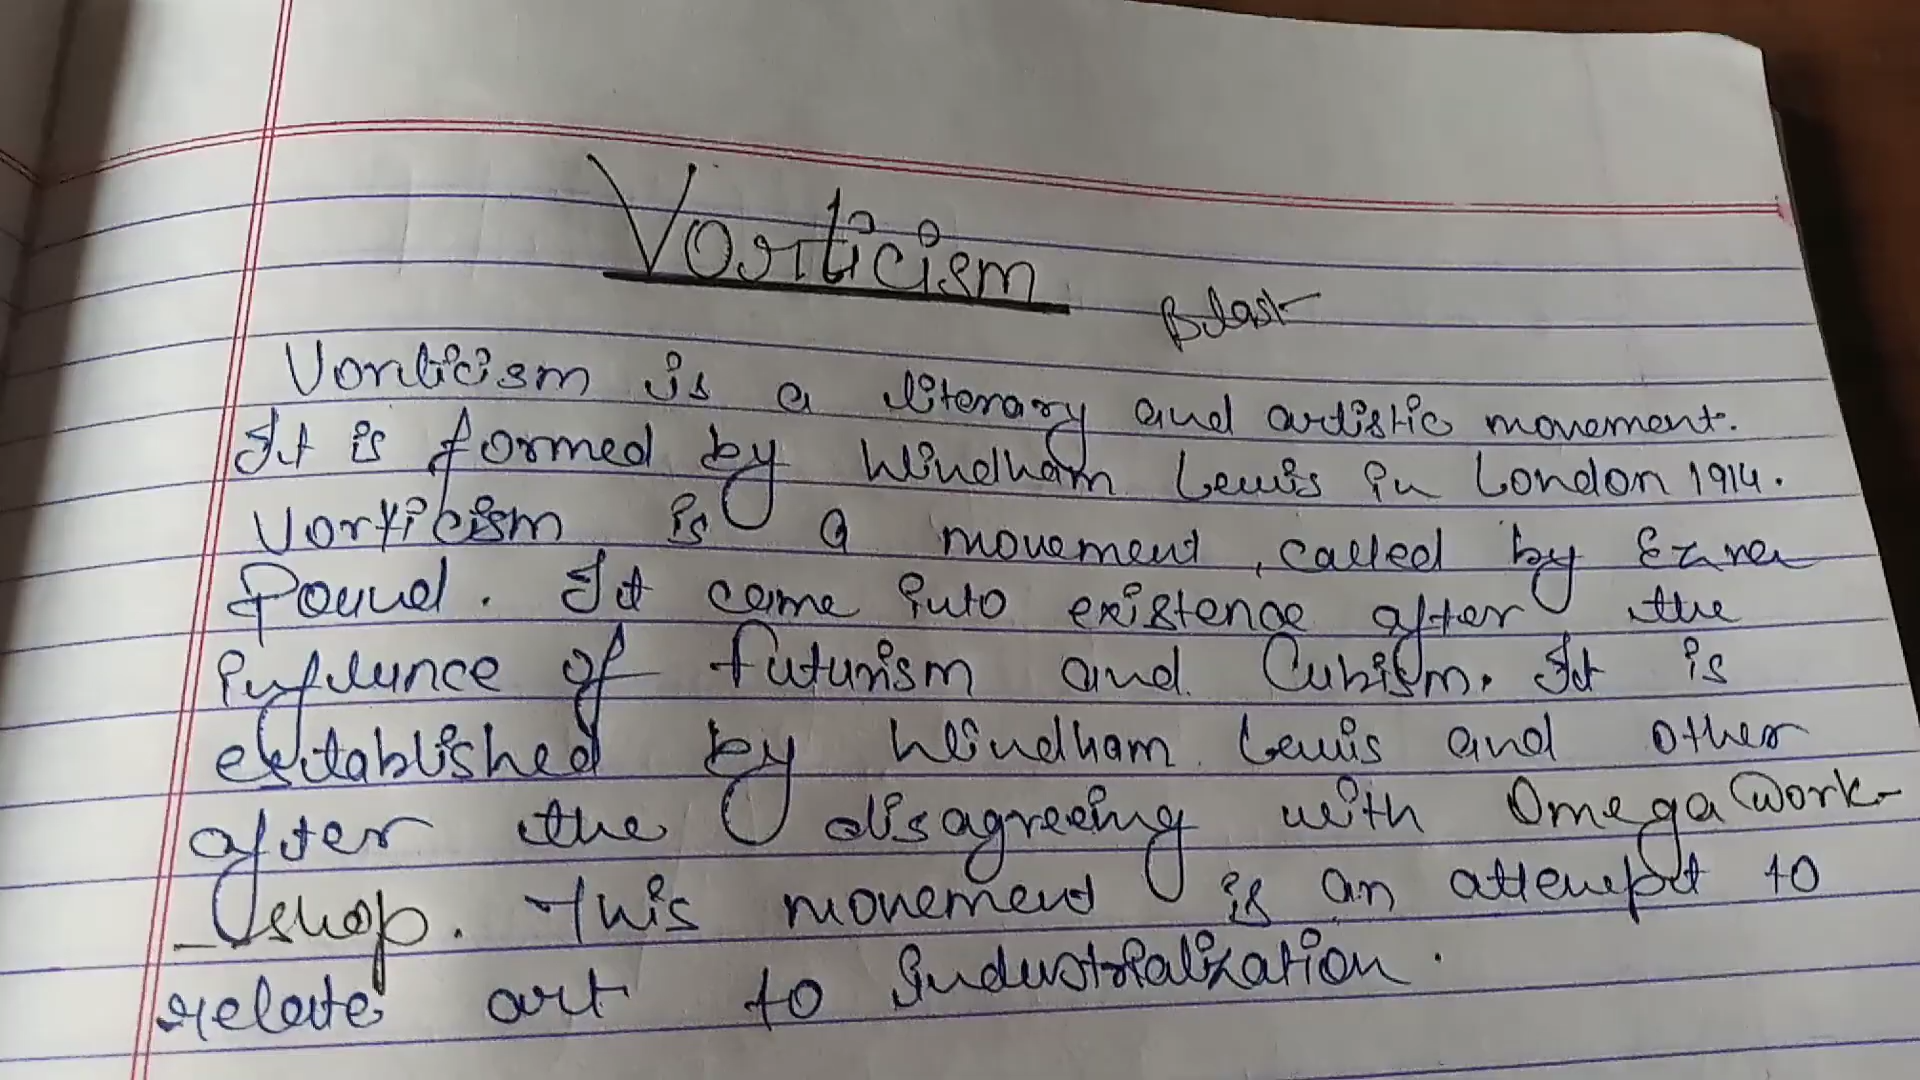 Vorticism
Blast
Vorticism is a literary and artistic movement.
It is formed by Windham Lewis in London 1914.
Vorticism is a movement, called by Ezra
Pound. It came into existence after the
influence of futurism and Cubism. It is
established by Windham Lewis and other
after the disagreeing with Omega Work-
-shop. This movement is an attempt to
relate art to Industrialization.